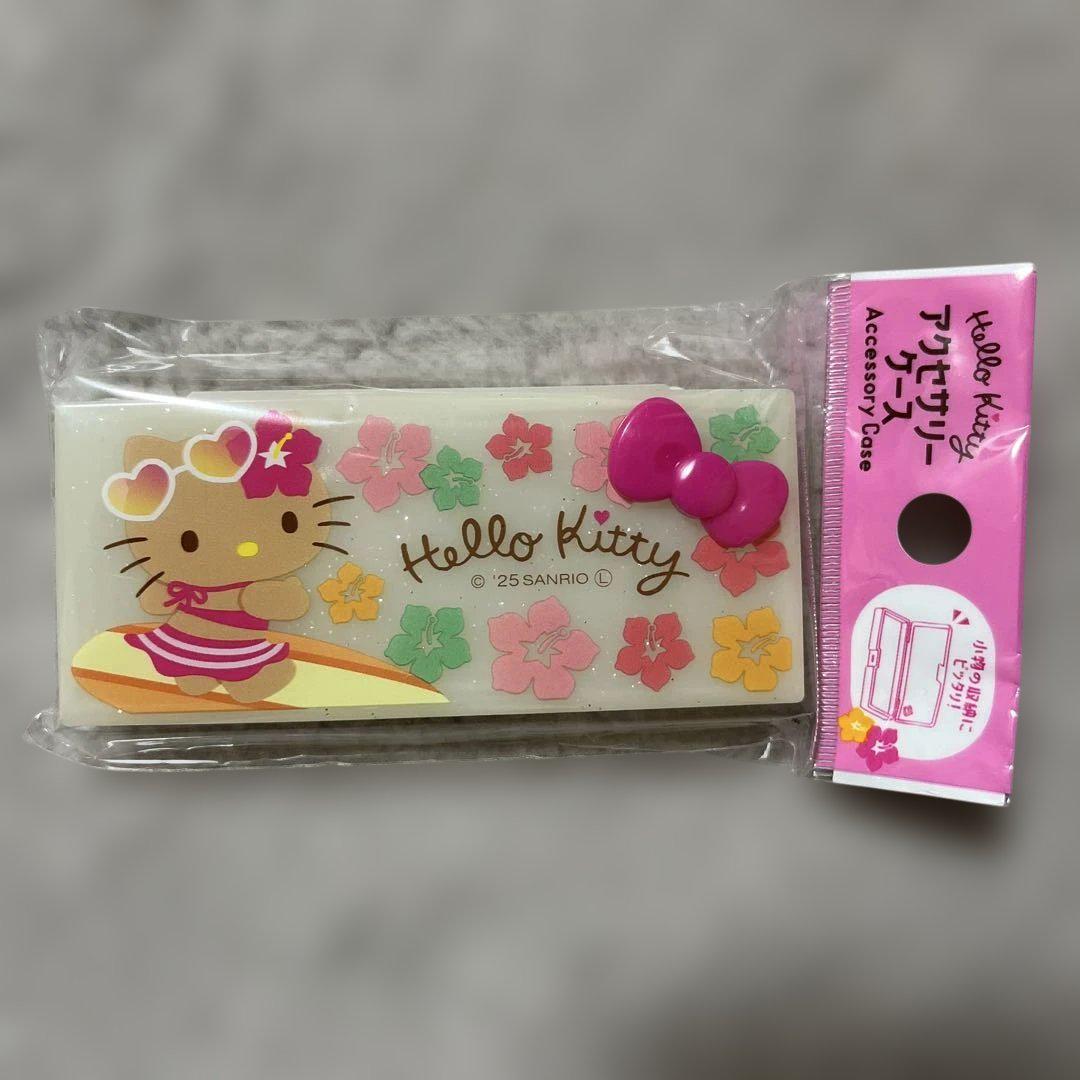 Hello Kitty
© '25 SANRIO Ⓛ
Hello Kitty
アクセサリー
ケース
Accessory Case
小物の収納に
ピッタリ!